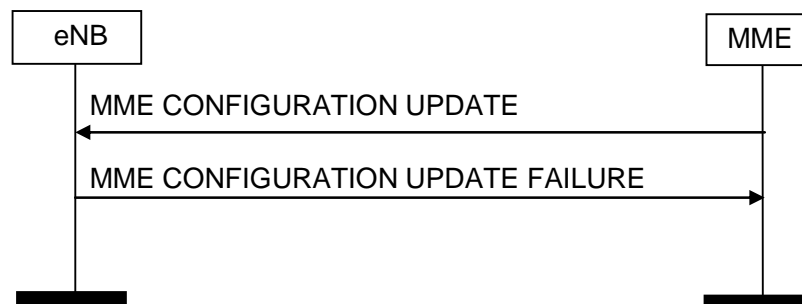 eNB
MME
MME CONFIGURATION UPDATE
MME CONFIGURATION UPDATE FAILURE